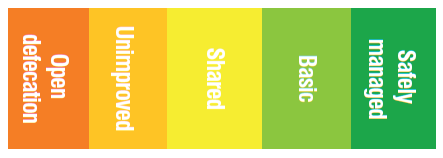 Open
defecation
Unimproved
Shared
Basic
Safely
managed